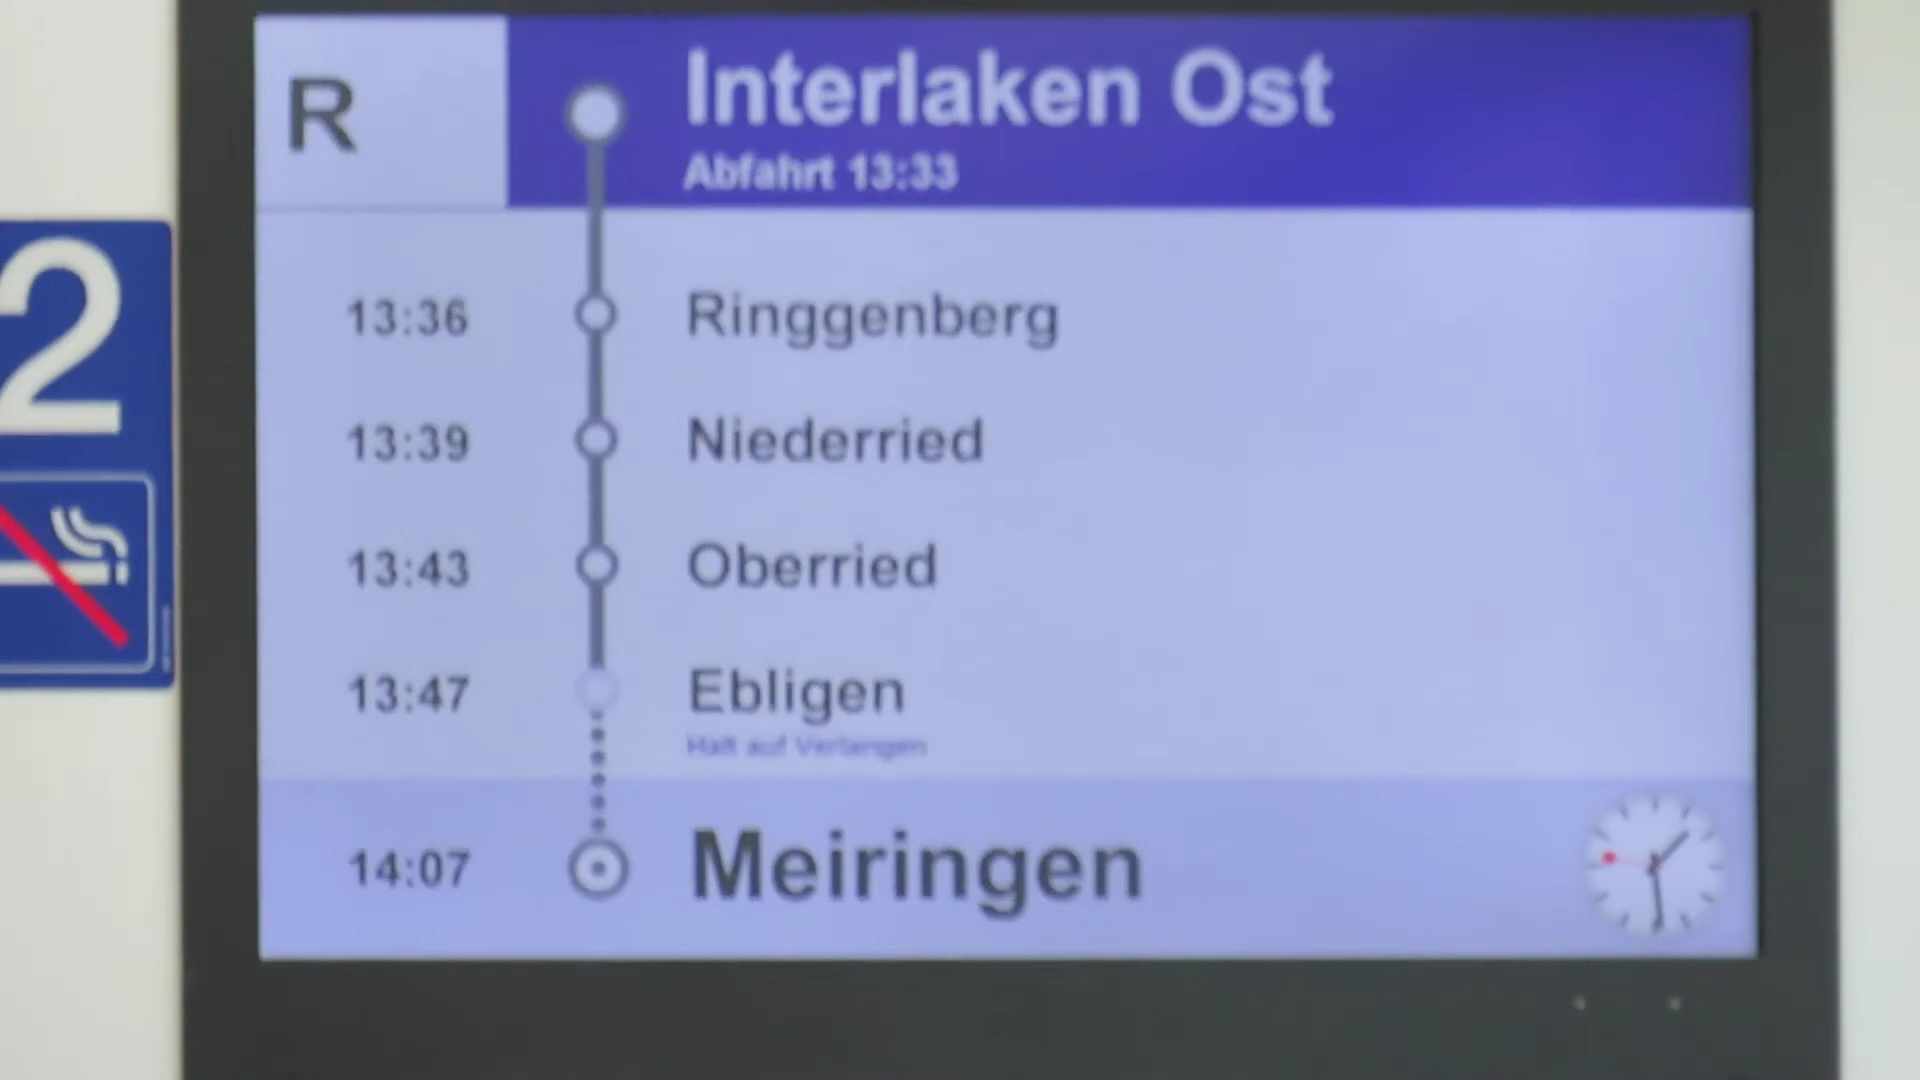 R
Interlaken Ost
Abfahrt 13:33
2
13:36 Ringgenberg
13:39 Niederried
13:43 Oberried
13:47 Ebligen
Halt auf Verlangen
14:07 Meiringen